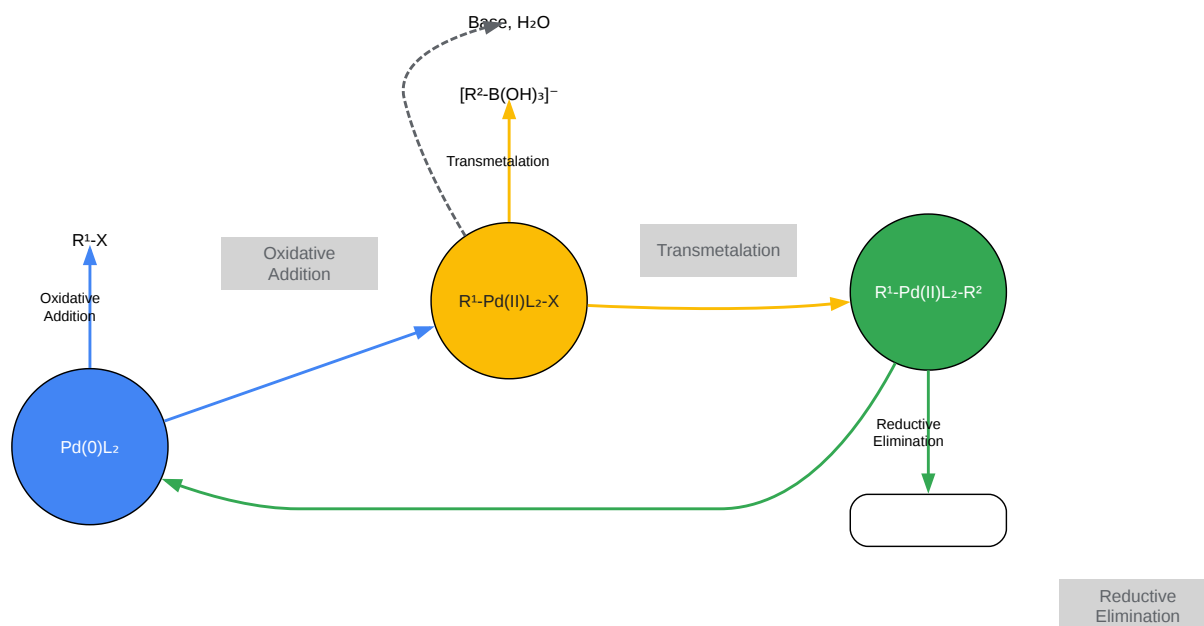 Base, H₂O
[R²-B(OH)₃]⁻
Transmetalation
R¹-X
Oxidative
Addition
Transmetalation
Oxidative
Addition
R¹-Pd(II)L₂-X
R¹-Pd(II)L₂-R²
Pd(0)L₂
Reductive
Elimination
Reductive
Elimination